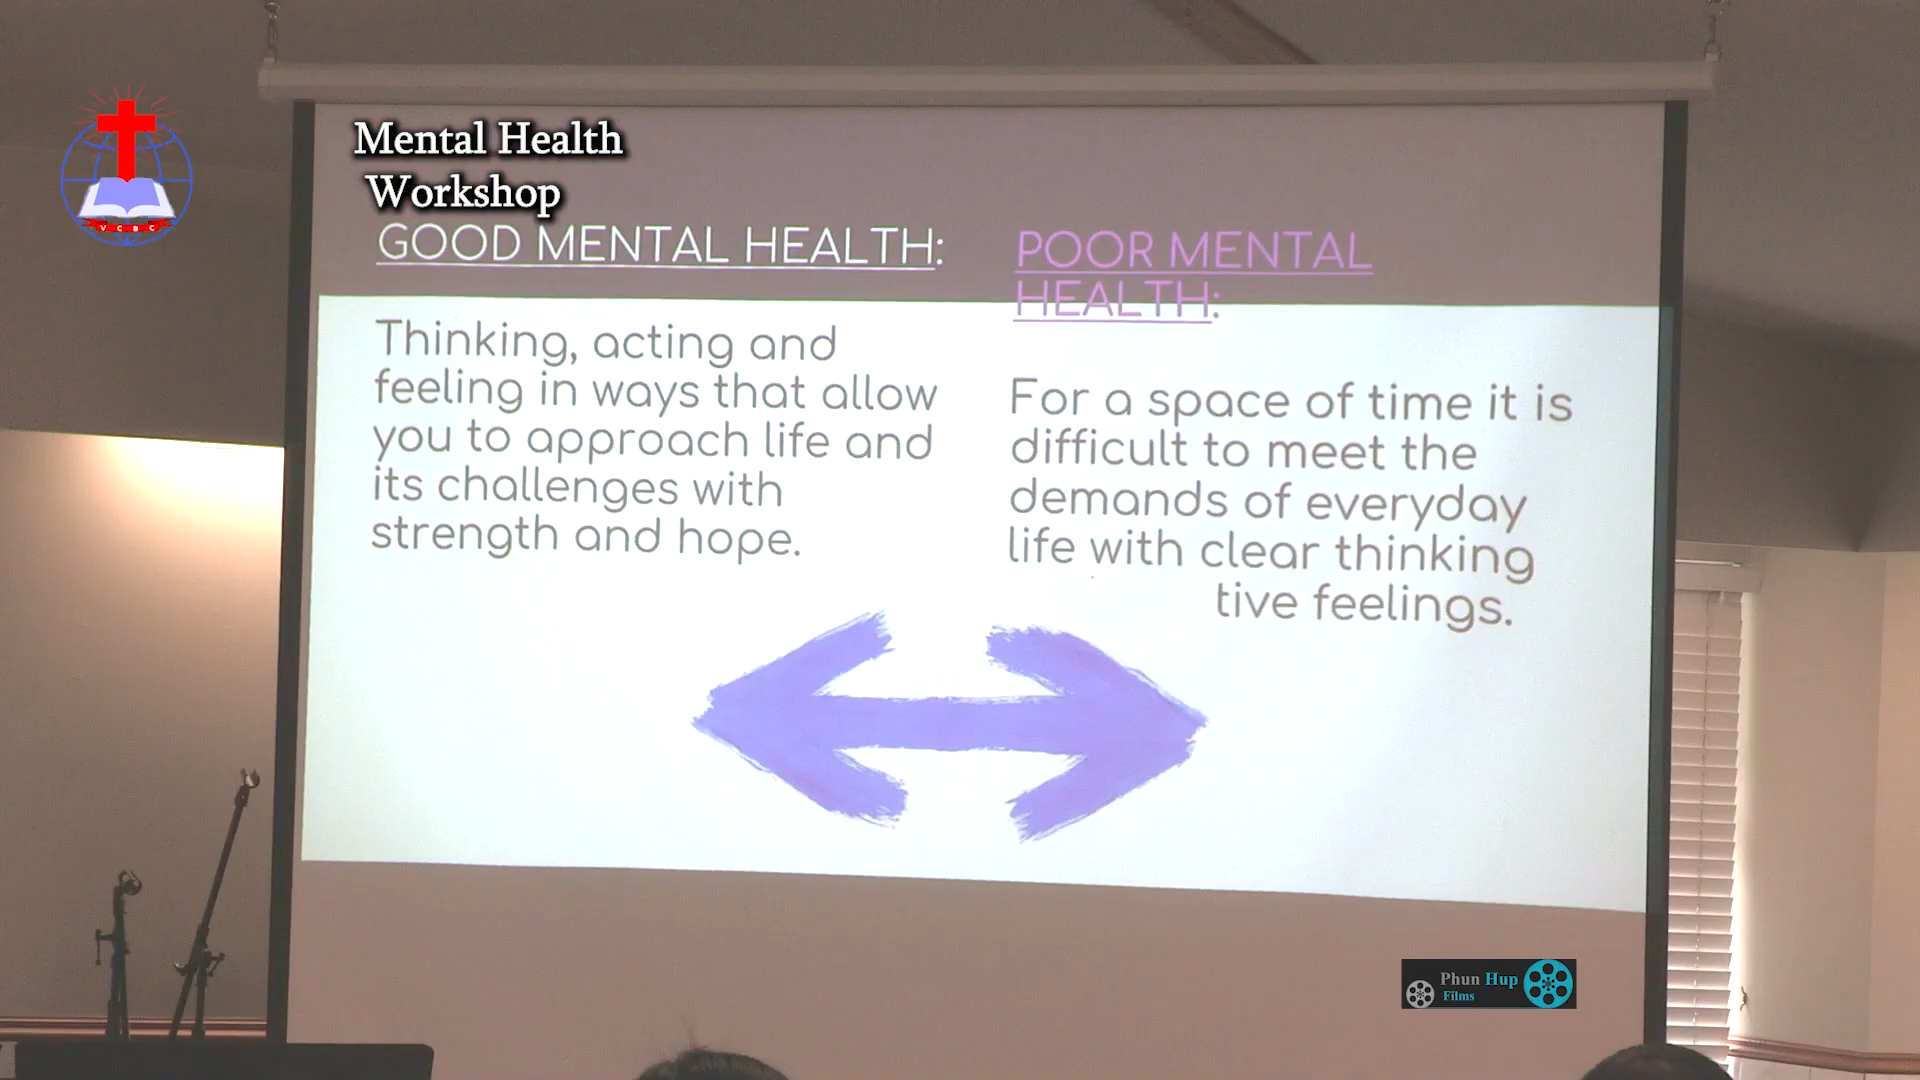 Mental Health
Workshop
GOOD MENTAL HEALTH:
Thinking, acting and
feeling in ways that allow
you to approach life and
its challenges with
strength and hope.
POOR MENTAL
HEALTH:
For a space of time it is
difficult to meet the
demands of everyday
life with clear thinking
tive feelings.
V C B C
Phun Hup
Films